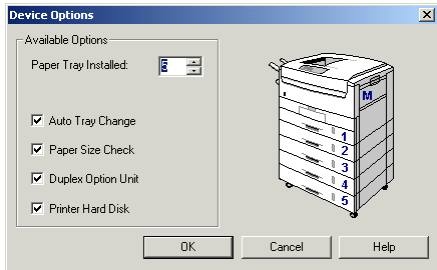 Device Options
Available Options
Paper Tray Installed: 5
Auto Tray Change
Paper Size Check
Duplex Option Unit
Printer Hard Disk
M
1
2
3
4
5
OK Cancel Help